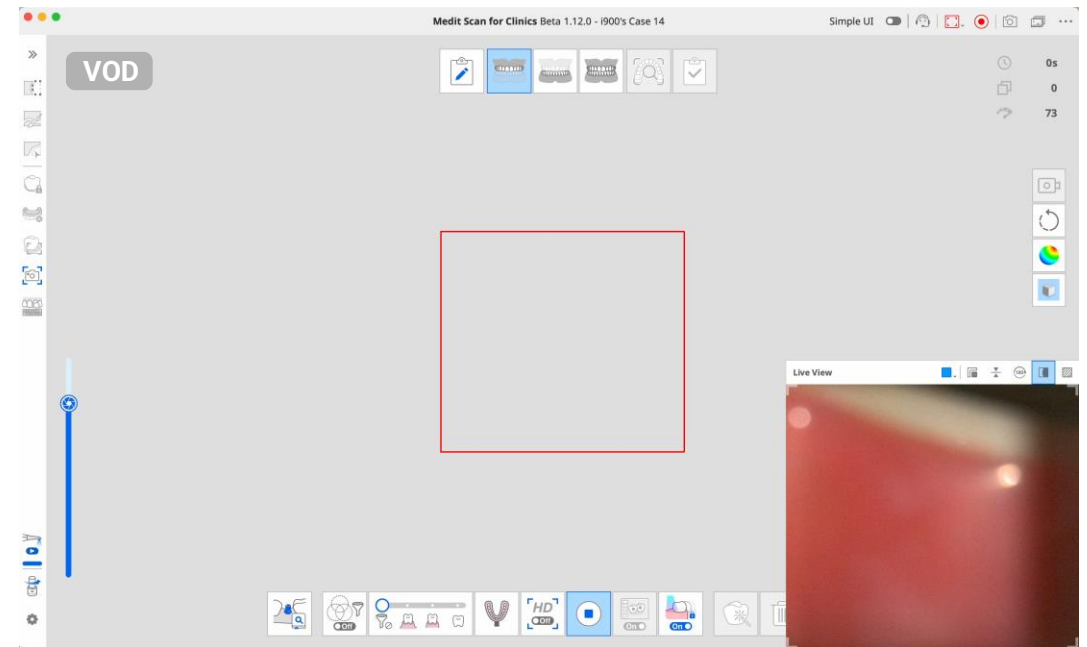 Medit Scan for Clinics Beta 1.12.0 - i900's Case 14
Simple UI
VOD
0s
0
73
Live View
Off
HD
Off
On
On